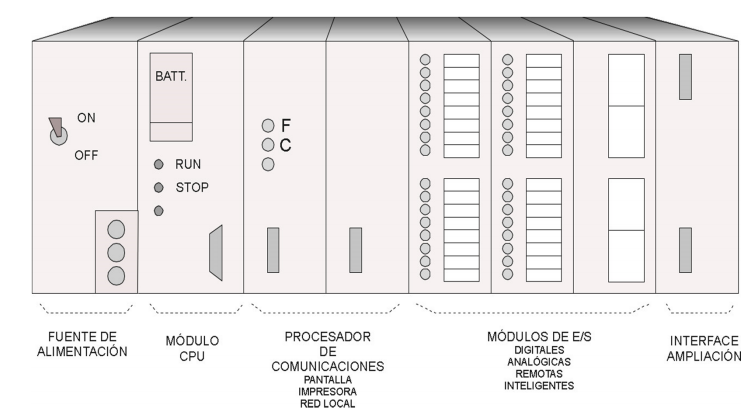 BATT.
ON
OFF
RUN
STOP
F
C
FUENTE DE
ALIMENTACIÓN
MÓDULO
CPU
PROCESADOR
DE
COMUNICACIONES
PANTALLA
IMPRESORA
RED LOCAL
MÓDULOS DE E/S
DIGITALES
ANALÓGICAS
REMOTAS
INTELIGENTES
INTERFACE
AMPLIACIÓN